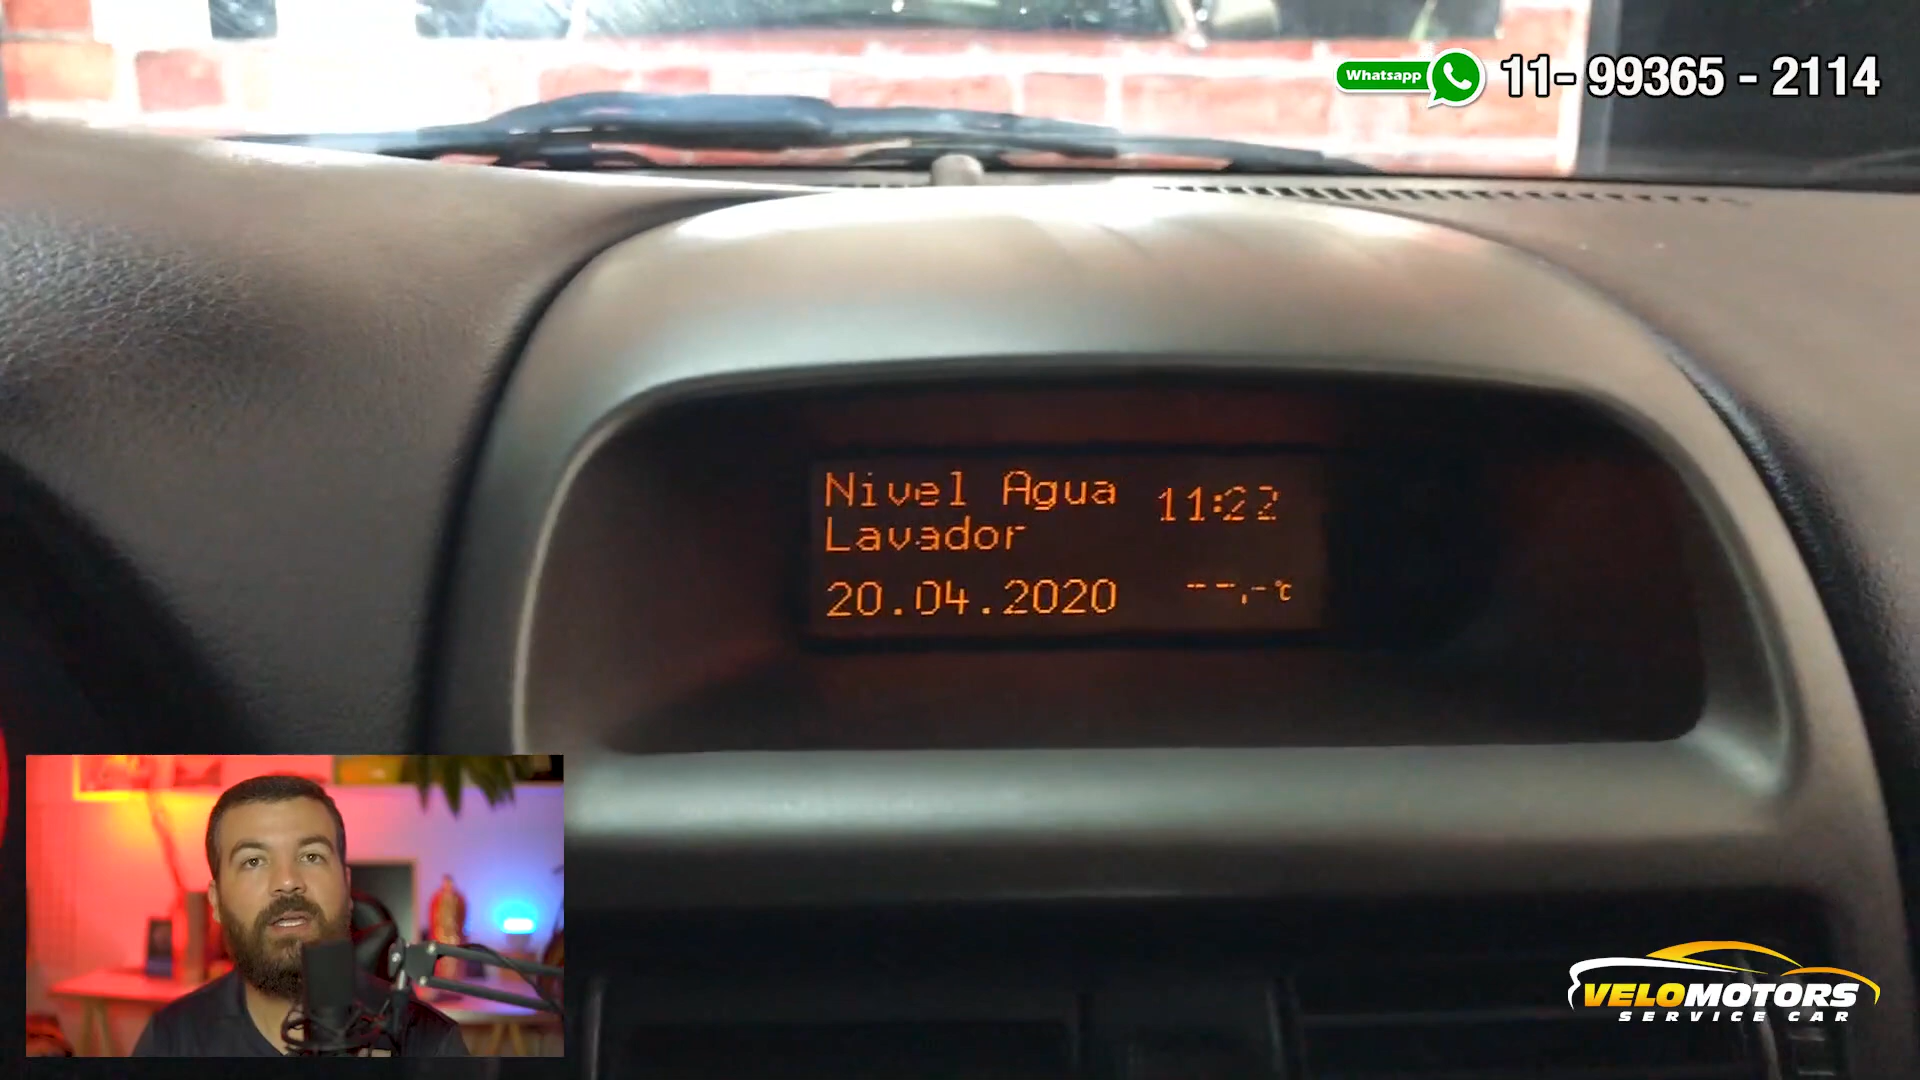 Whatsapp 11- 99365 - 2114
Nivel Agua 11:22
Lavador
20.04.2020 --,-°C
VELOMOTORS
SERVICE CAR